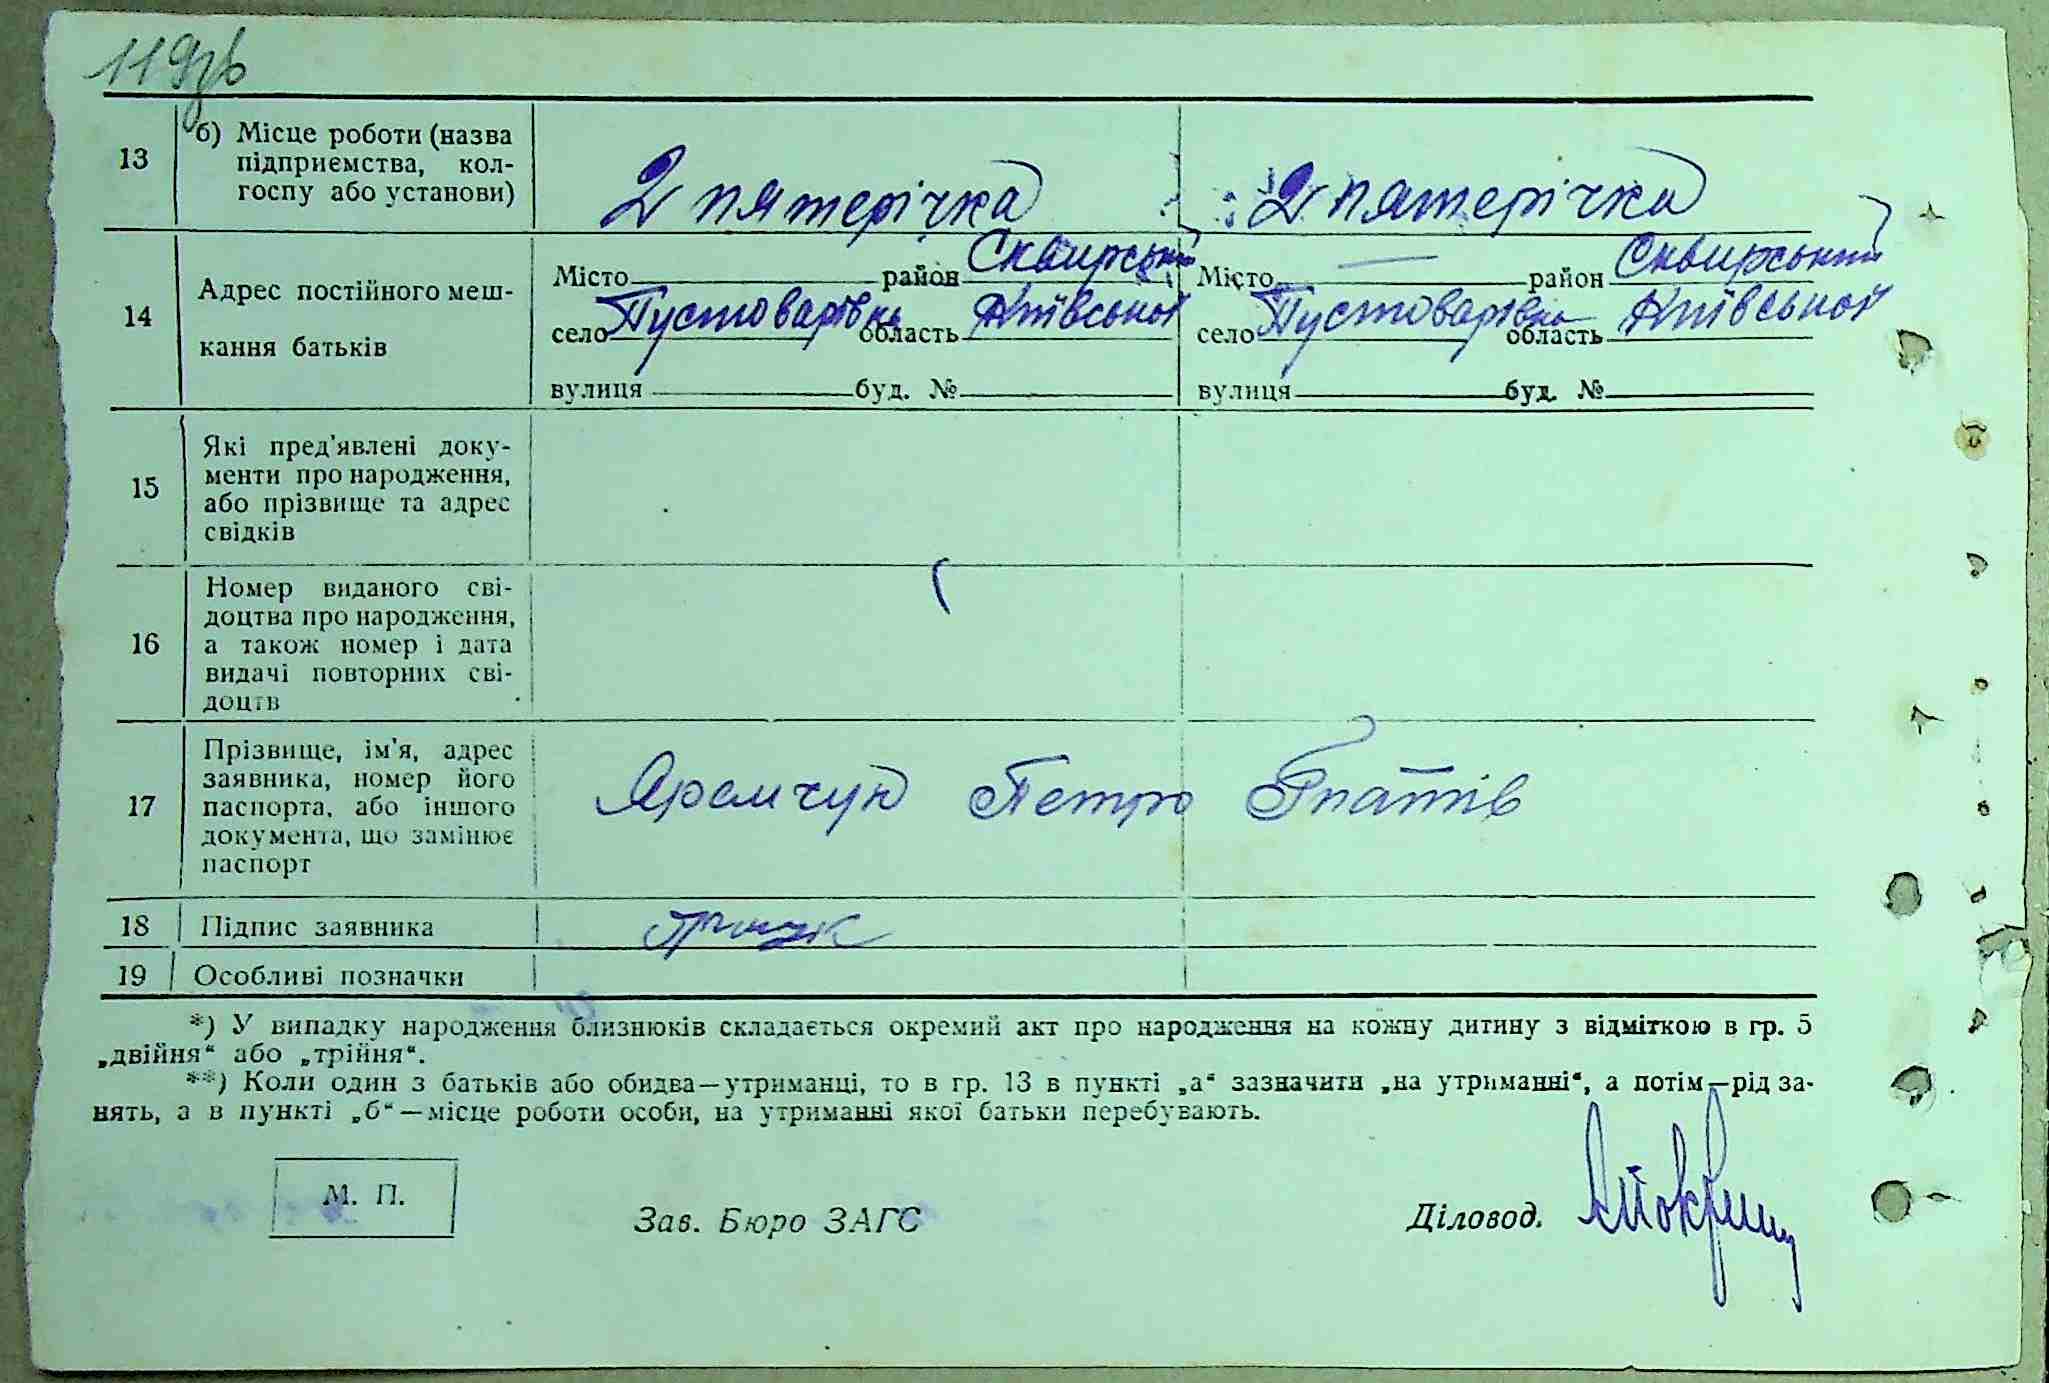 119зв
13 б) Місце роботи (назва
підприємства, кол-
госпу або установи)
2 пятерічка 2 пятерічка
14 Адрес постійного меш-
кання батьків
Місто район Сквирський Місто — район Сквирський
село Пустоварівка область Київської село Пустоварівка область Київської
вулиця буд. № вулиця буд. №
15 Які пред'явлені доку-
менти про народження,
або прізвище та адрес
свідків
16 Номер виданого сві-
доцтва про народження,
а також номер і дата
видачі повторних сві-
доцтв
17 Прізвище, ім'я, адрес
заявника, номер його
паспорта, або іншого
документа, що замінює
паспорт
Яремчук Петро Гнатів
18 Підпис заявника
19 Особливі позначки
*) У випадку народження близнюків складається окремий акт про народження на кожну дитину з відміткою в гр. 5
„двійня“ або „трійня“.
**) Коли один з батьків або обидва—утриманці, то в гр. 13 в пункті „а“ зазначити „на утриманні“, а потім—рід за-
нять, а в пункті „б“—місце роботи особи, на утриманні якої батьки перебувають.
М. П.
Зав. Бюро ЗАГС Діловод.